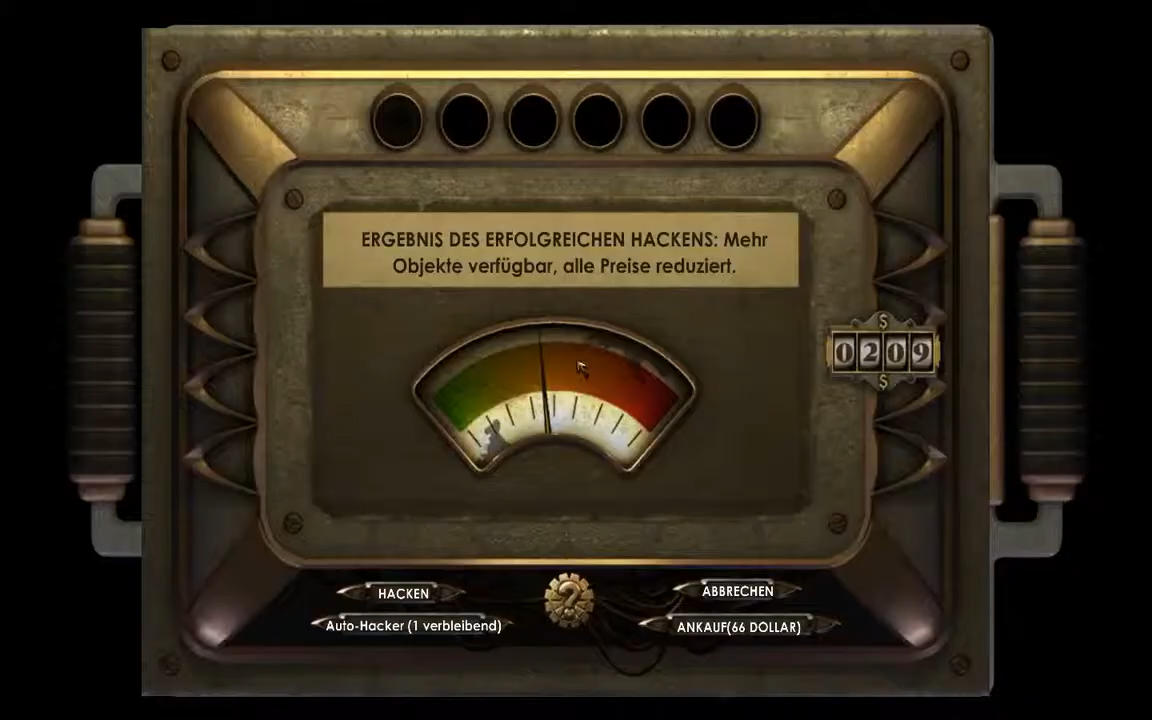 ERGEBNIS DES ERFOLGREICHEN HACKENS: Mehr
Objekte verfügbar, alle Preise reduziert.
$
0209
$
HACKEN
?
ABBRECHEN
Auto-Hacker (1 verbleibend)
ANKAUF(66 DOLLAR)